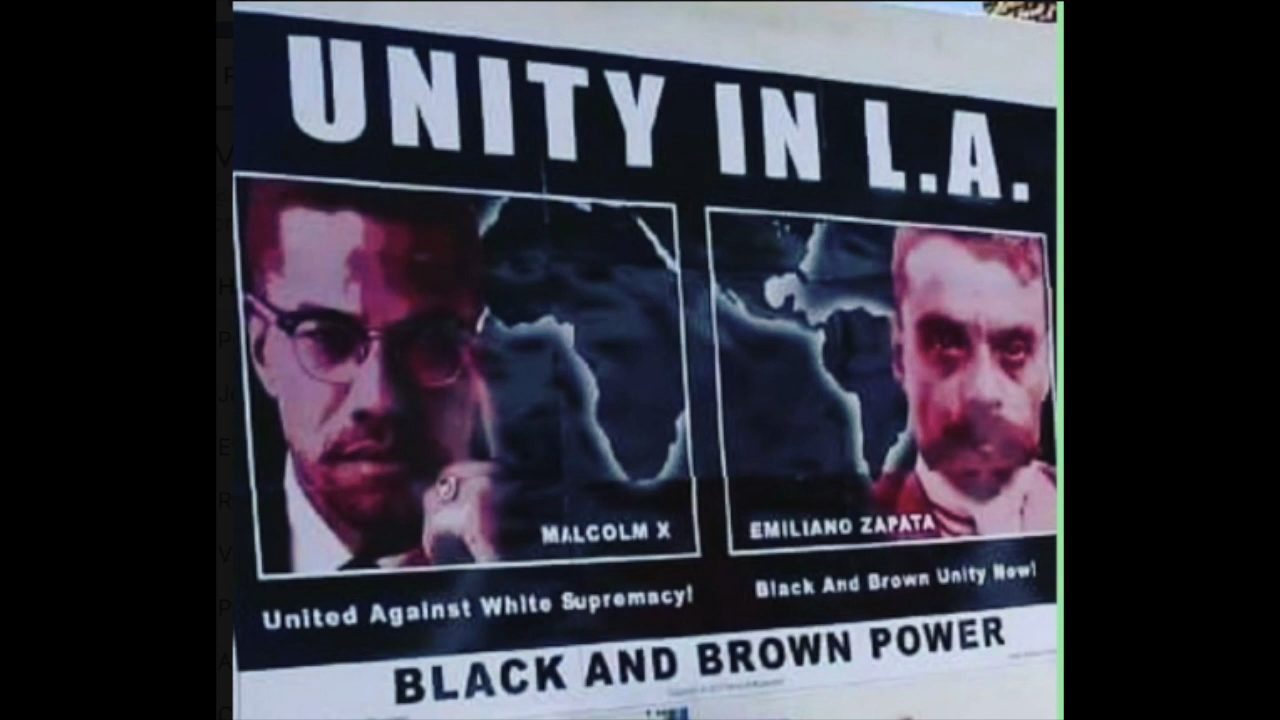 UNITY IN L.A.
MALCOLM X
EMILIANO ZAPATA
United Against White Supremacy!
Black And Brown Unity Now!
BLACK AND BROWN POWER